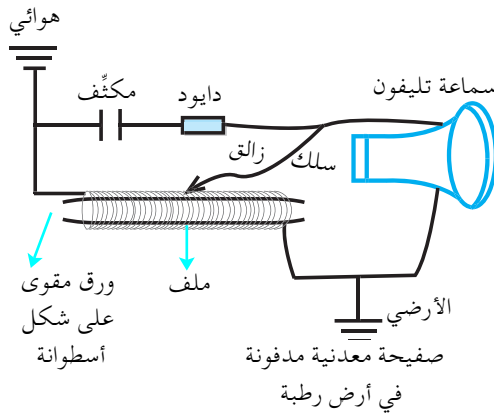 هوائي
مكثِّف
دايود
سماعة تليفون
زالق
سلك
ملف
ورق مقوى
على شكل
أسطوانة
الأرضي
صفيحة معدنية مدفونة
في أرض رطبة